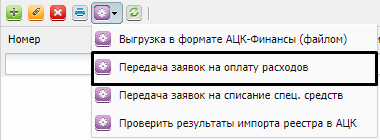 Номер
Выгрузка в формате АЦК-Финансы (файлом)
Передача заявок на оплату расходов
Передача заявок на списание спец. средств
Проверить результаты импорта реестра в АЦК